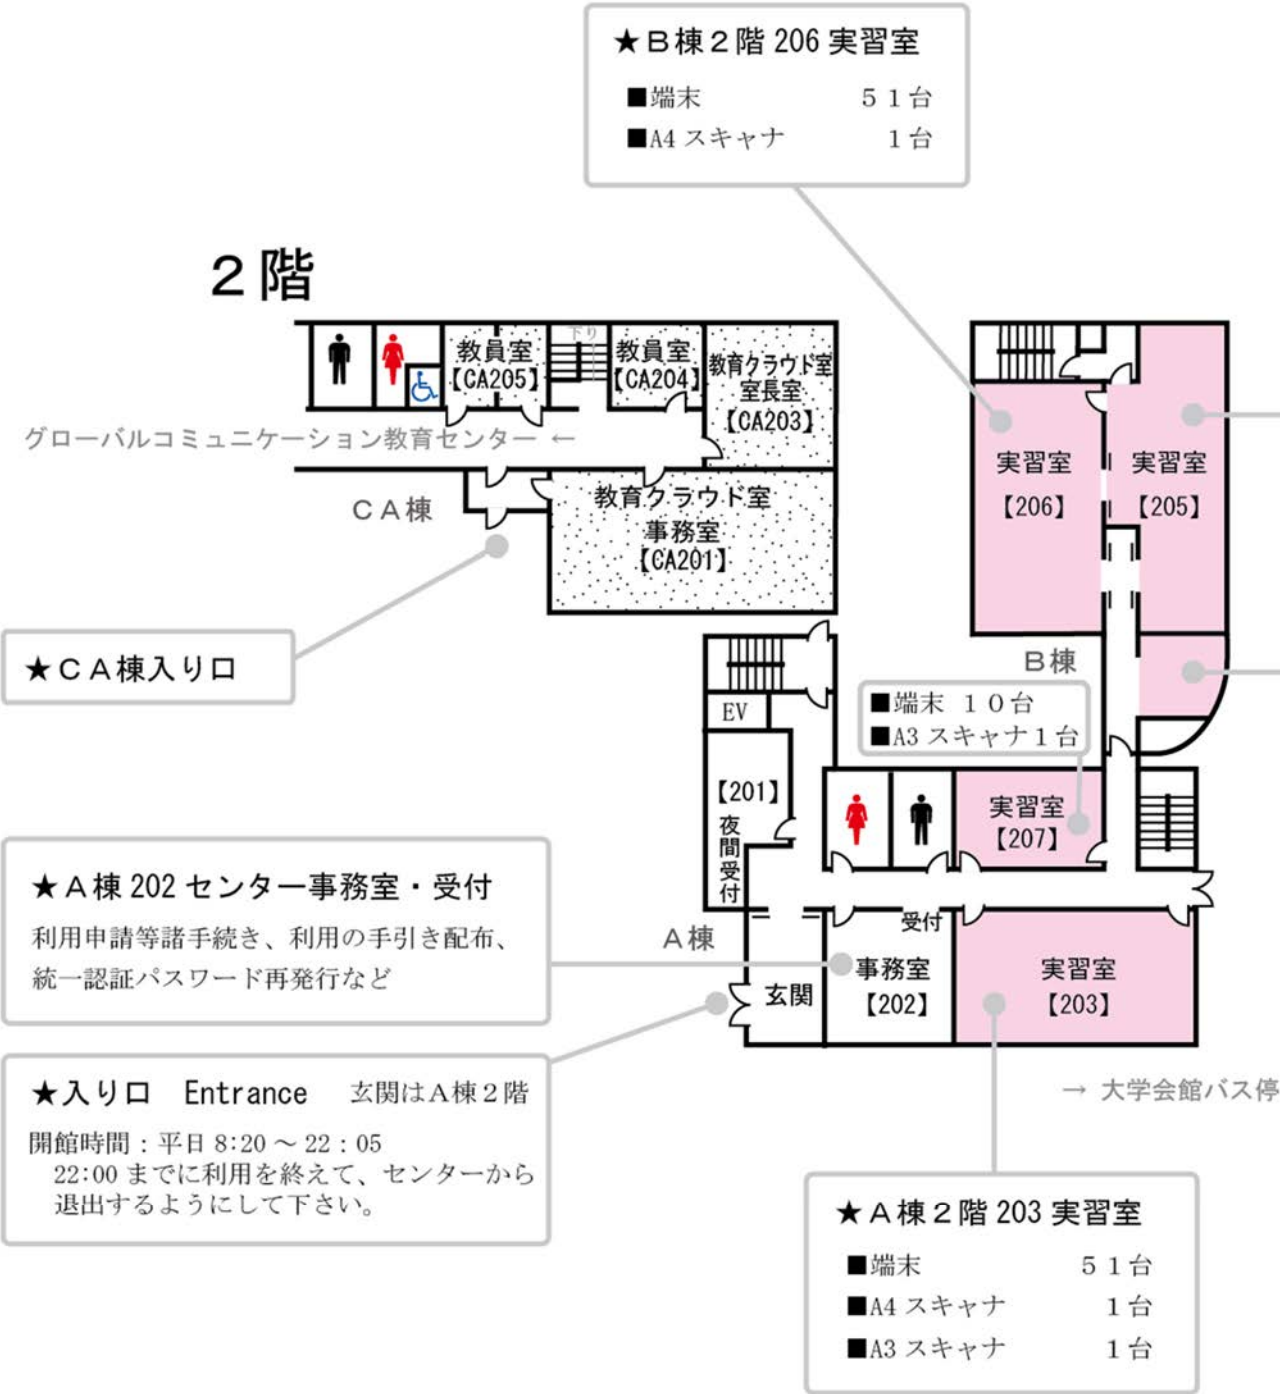 ★Ｂ棟２階 206 実習室
■端末 ５１台
■A4 スキャナ １台
２階
下り
教員室
【CA205】
教員室
【CA204】
教育クラウド室
室長室
【CA203】
グローバルコミュニケーション教育センター ←
ＣＡ棟
教育クラウド室
事務室
【CA201】
実習室
【206】
実習室
【205】
★ＣＡ棟入り口
Ｂ棟
■端末 １０台
■A3 スキャナ１台
EV
【201】
夜間受付
実習室
【207】
★Ａ棟 202 センター事務室・受付
利用申請等諸手続き、利用の手引き配布、
統一認証パスワード再発行など
Ａ棟
受付
玄関
事務室
【202】
実習室
【203】
★入り口 Entrance 玄関はＡ棟２階
開館時間：平日 8:20 ～ 22：05
22:00 までに利用を終えて、センターから
退出するようにして下さい。
→ 大学会館バス停
★Ａ棟２階 203 実習室
■端末 ５１台
■A4 スキャナ １台
■A3 スキャナ １台